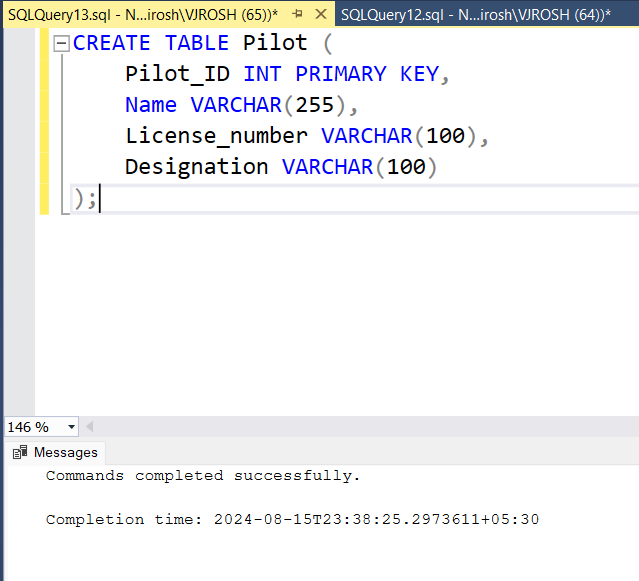 SQLQuery13.sql - N...irosh\VJROSH (65))* SQLQuery12.sql - N...irosh\VJROSH (64))*
CREATE TABLE Pilot (
Pilot_ID INT PRIMARY KEY,
Name VARCHAR(255),
License_number VARCHAR(100),
Designation VARCHAR(100)
);
146 %
Messages
Commands completed successfully.
Completion time: 2024-08-15T23:38:25.2973611+05:30